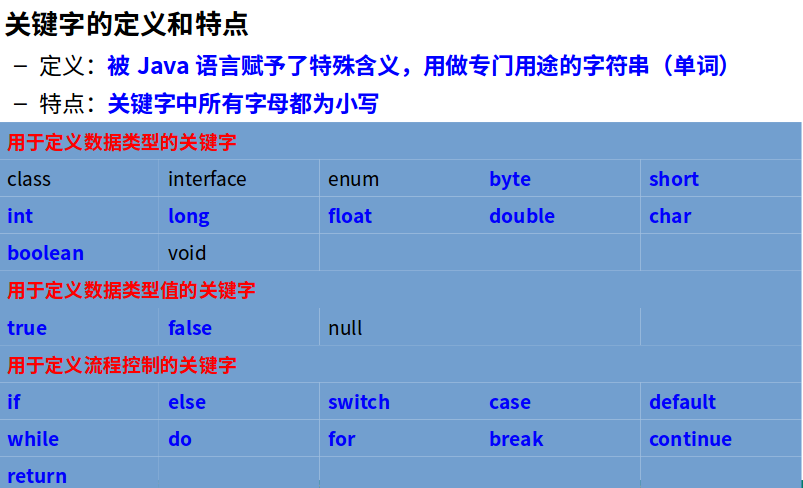 关键字的定义和特点
– 定义：被 Java 语言赋予了特殊含义，用做专门用途的字符串（单词）
– 特点：关键字中所有字母都为小写
用于定义数据类型的关键字
class interface enum byte short
int long float double char
boolean void
用于定义数据类型值的关键字
true false null
用于定义流程控制的关键字
if else switch case default
while do for break continue
return